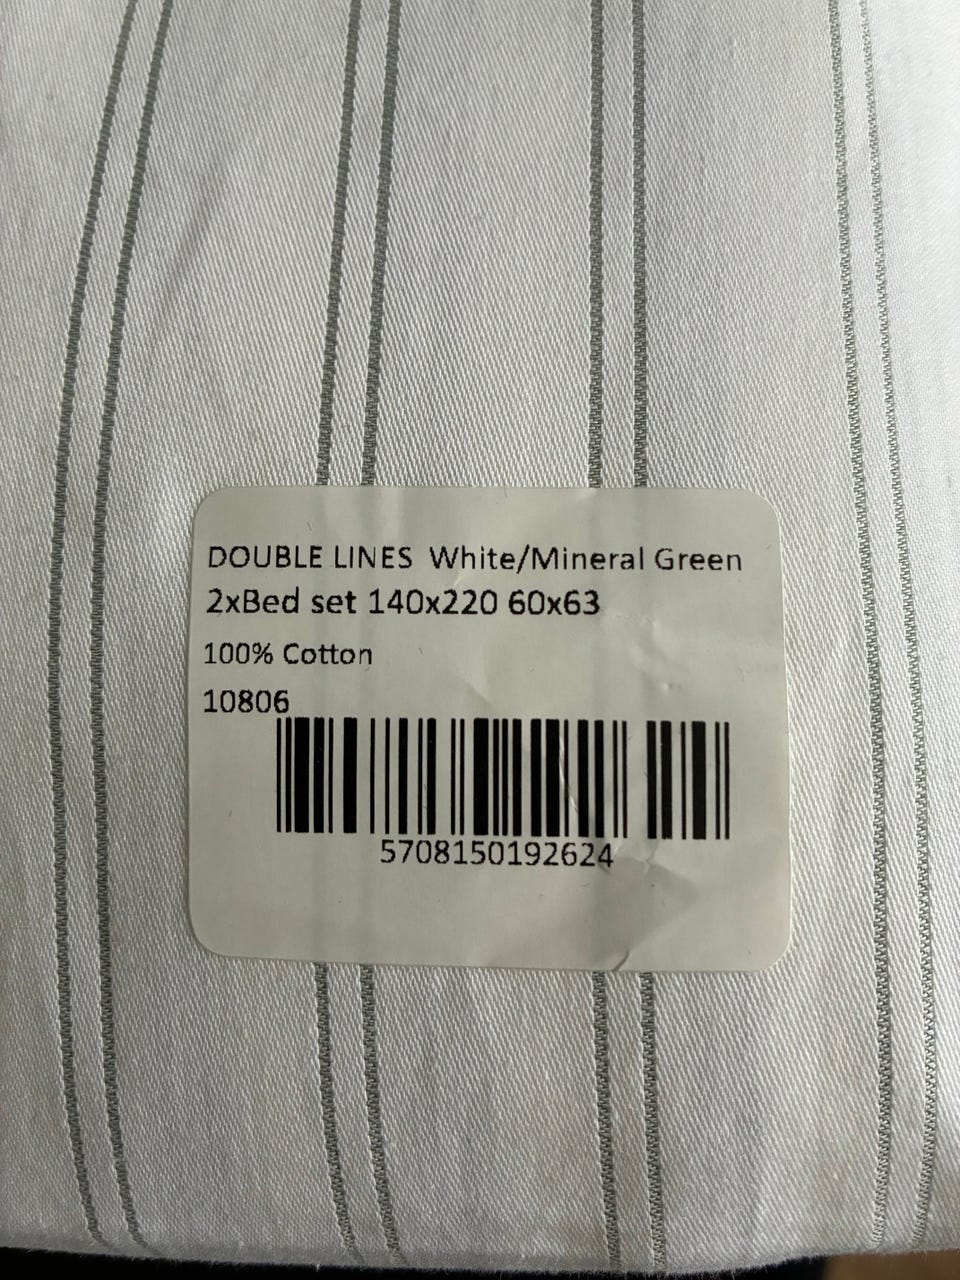 DOUBLE LINES White/Mineral Green
2xBed set 140x220 60x63
100% Cotton
10806
5708150192624